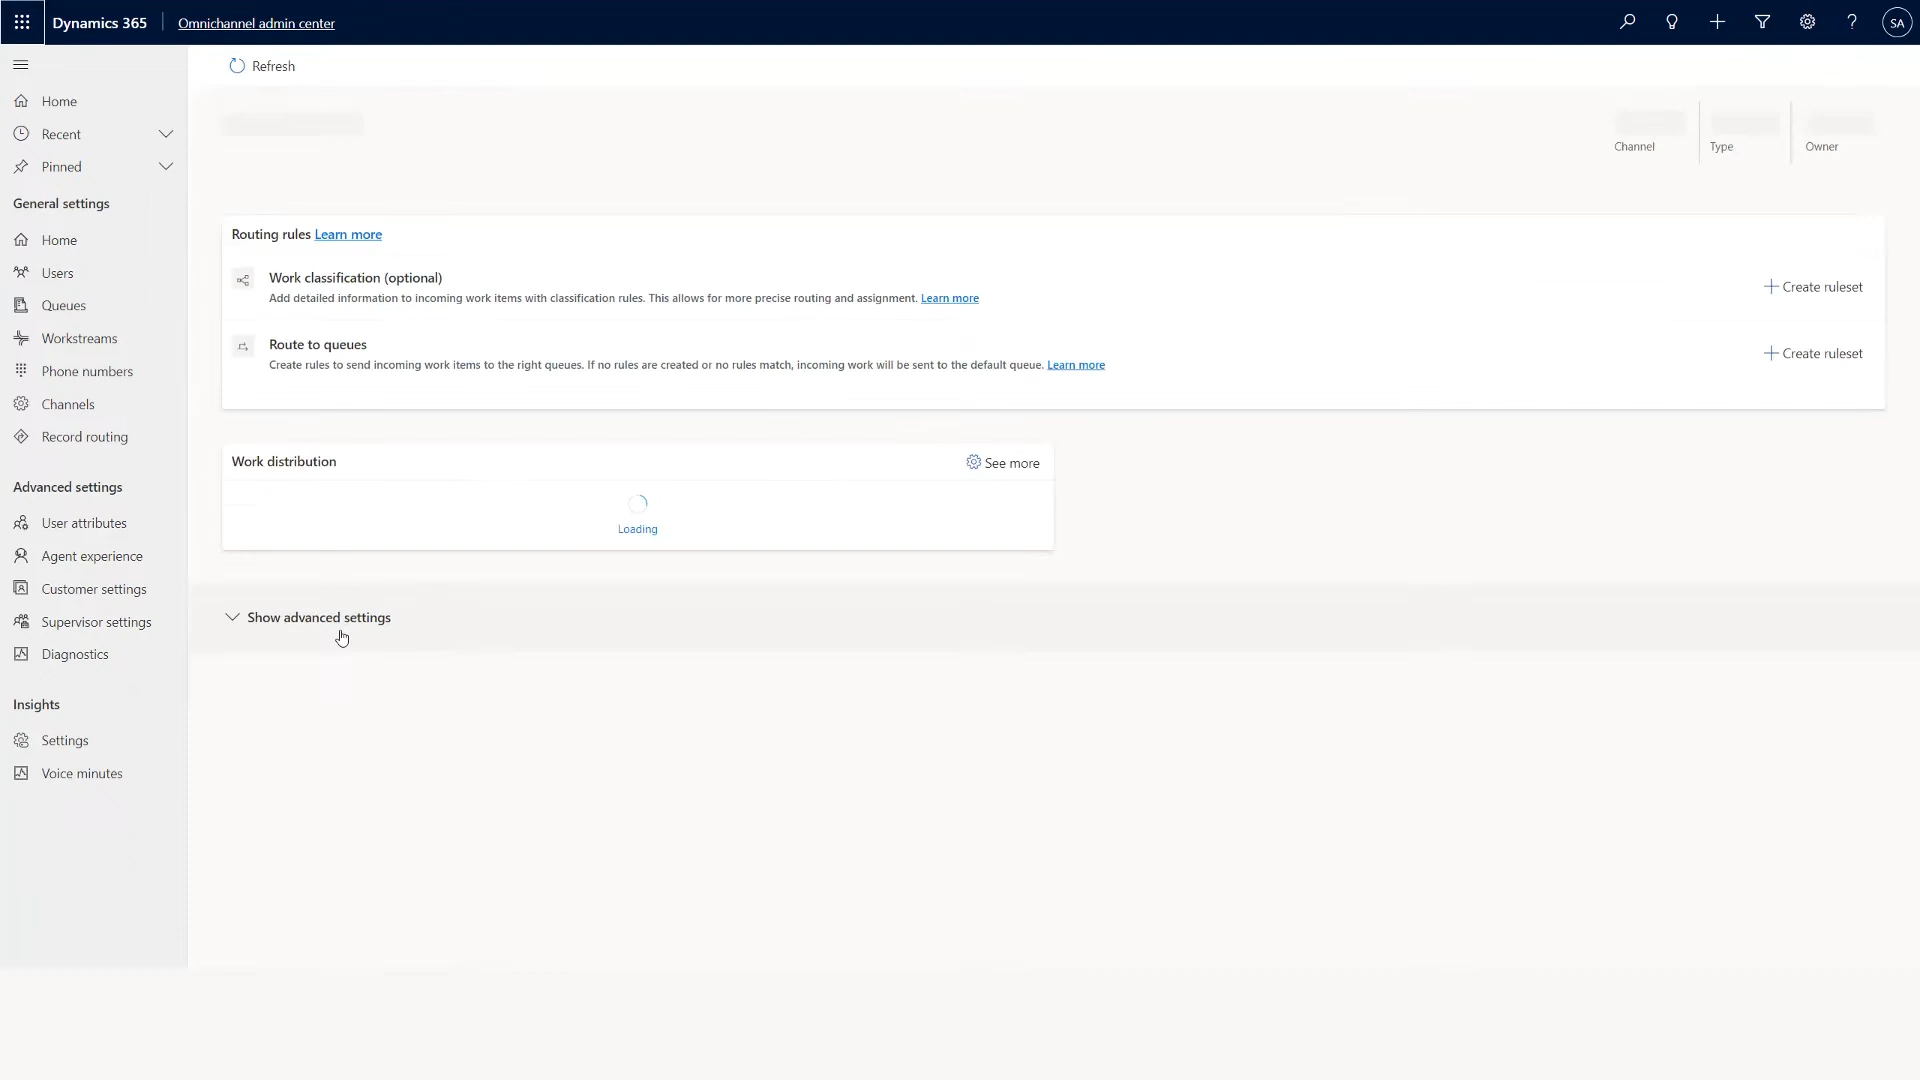 Dynamics 365
Omnichannel admin center
SA
Refresh
Home
Recent
Pinned
General settings
Home
Users
Queues
Workstreams
Phone numbers
Channels
Record routing
Advanced settings
User attributes
Agent experience
Customer settings
Supervisor settings
Diagnostics
Insights
Settings
Voice minutes
Channel
Type
Owner
Routing rules Learn more
Work classification (optional)
Add detailed information to incoming work items with classification rules. This allows for more precise routing and assignment. Learn more
Create ruleset
Route to queues
Create rules to send incoming work items to the right queues. If no rules are created or no rules match, incoming work will be sent to the default queue. Learn more
Create ruleset
Work distribution
See more
Loading
Show advanced settings